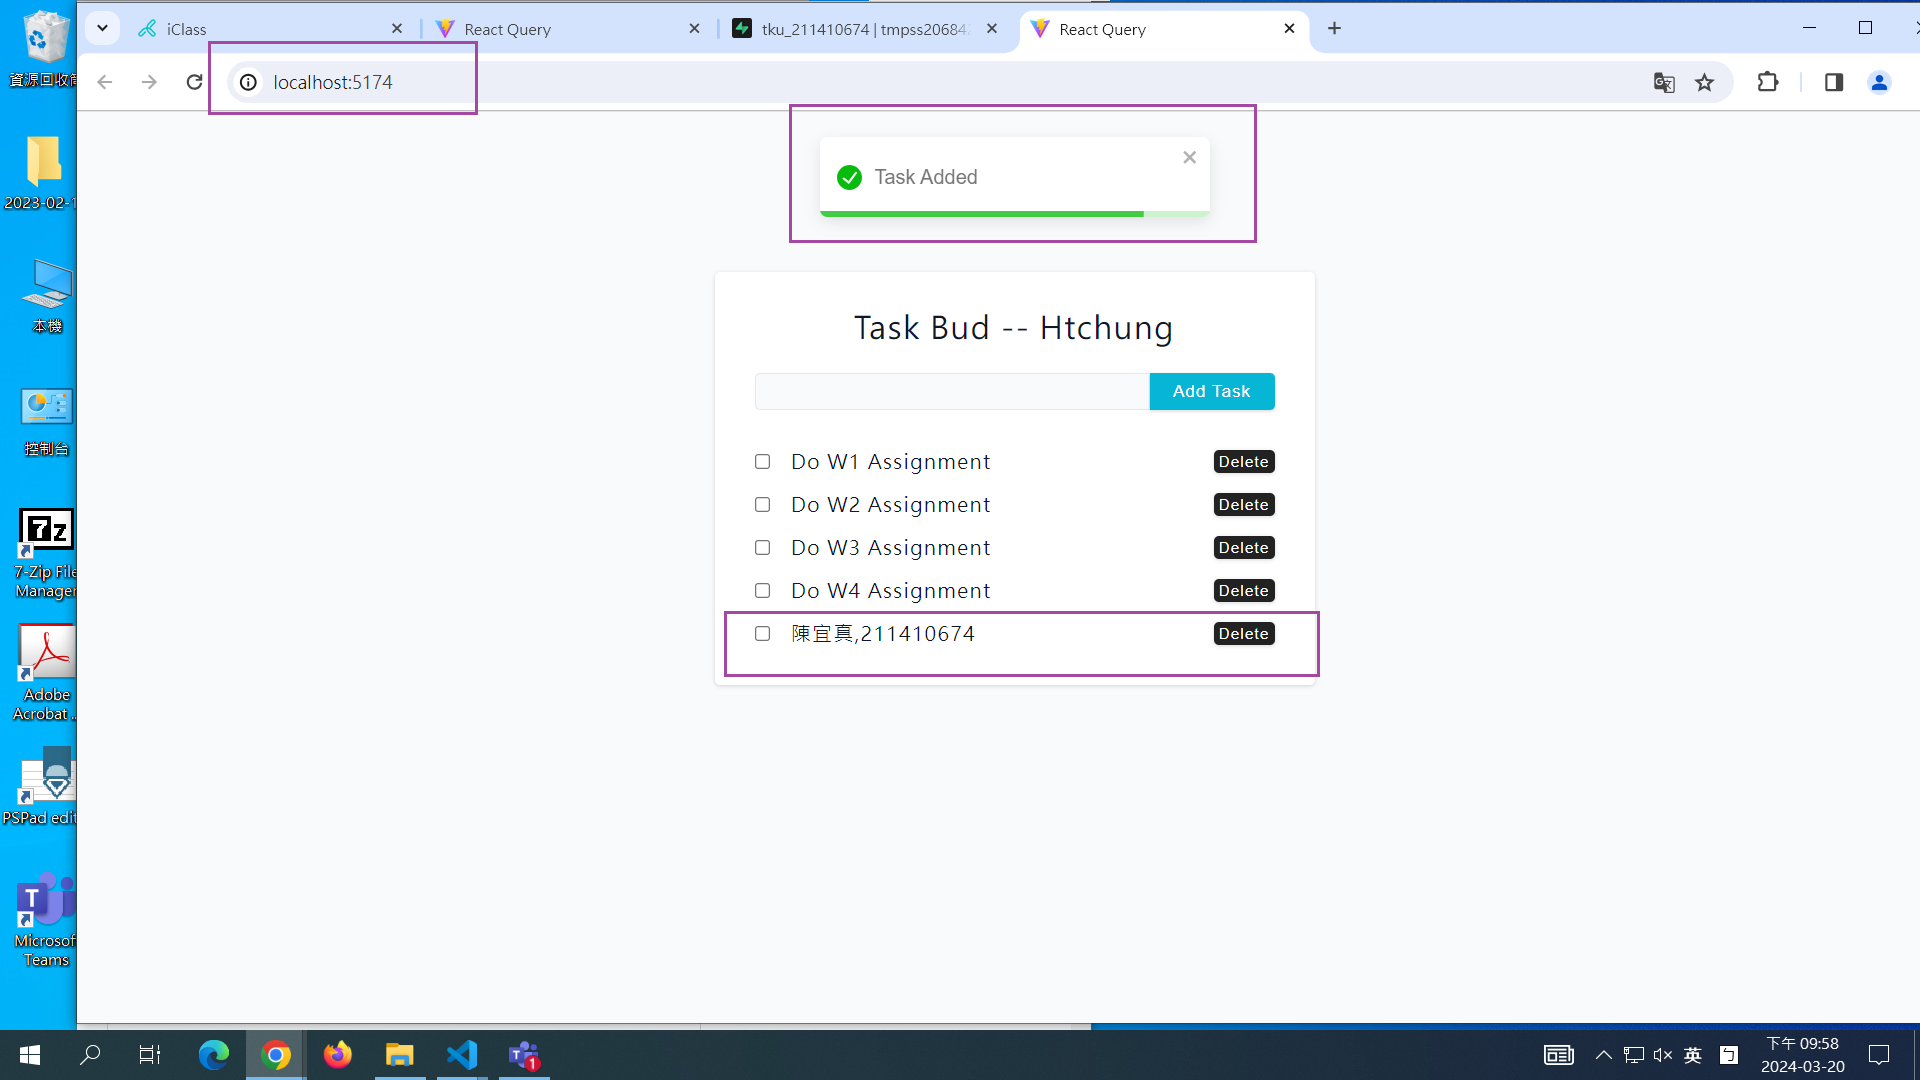 iClass
React Query
tku_211410674 | tmpss20684
React Query
localhost:5174
Task Added
Task Bud -- Htchung
Add Task
Do W1 Assignment
Delete
Do W2 Assignment
Delete
Do W3 Assignment
Delete
Do W4 Assignment
Delete
陳宜真,211410674
Delete
資源回收筒
2023-02-1
本機
控制台
7-Zip File
Manager
Adobe
Acrobat ..
PSPad edit
Microsoft
Teams
英
下午 09:58
2024-03-20